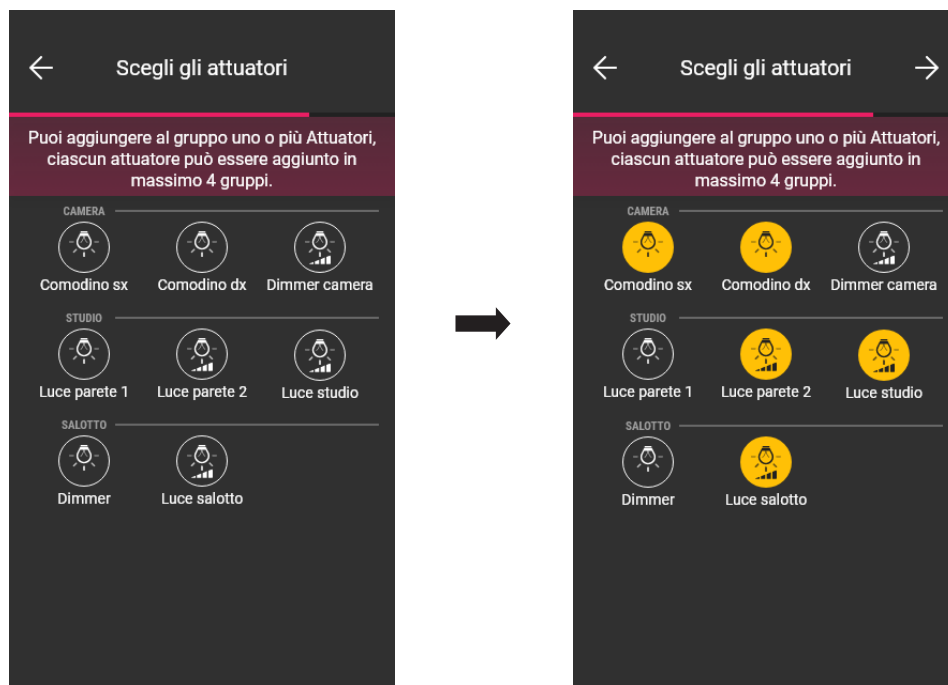 Scegli gli attuatori
Puoi aggiungere al gruppo uno o più Attuatori,
ciascun attuatore può essere aggiunto in
massimo 4 gruppi.
CAMERA
Comodino sx Comodino dx Dimmer camera
STUDIO
Luce parete 1 Luce parete 2 Luce studio
SALOTTO
Dimmer Luce salotto
Scegli gli attuatori
Puoi aggiungere al gruppo uno o più Attuatori,
ciascun attuatore può essere aggiunto in
massimo 4 gruppi.
CAMERA
Comodino sx Comodino dx Dimmer camera
STUDIO
Luce parete 1 Luce parete 2 Luce studio
SALOTTO
Dimmer Luce salotto